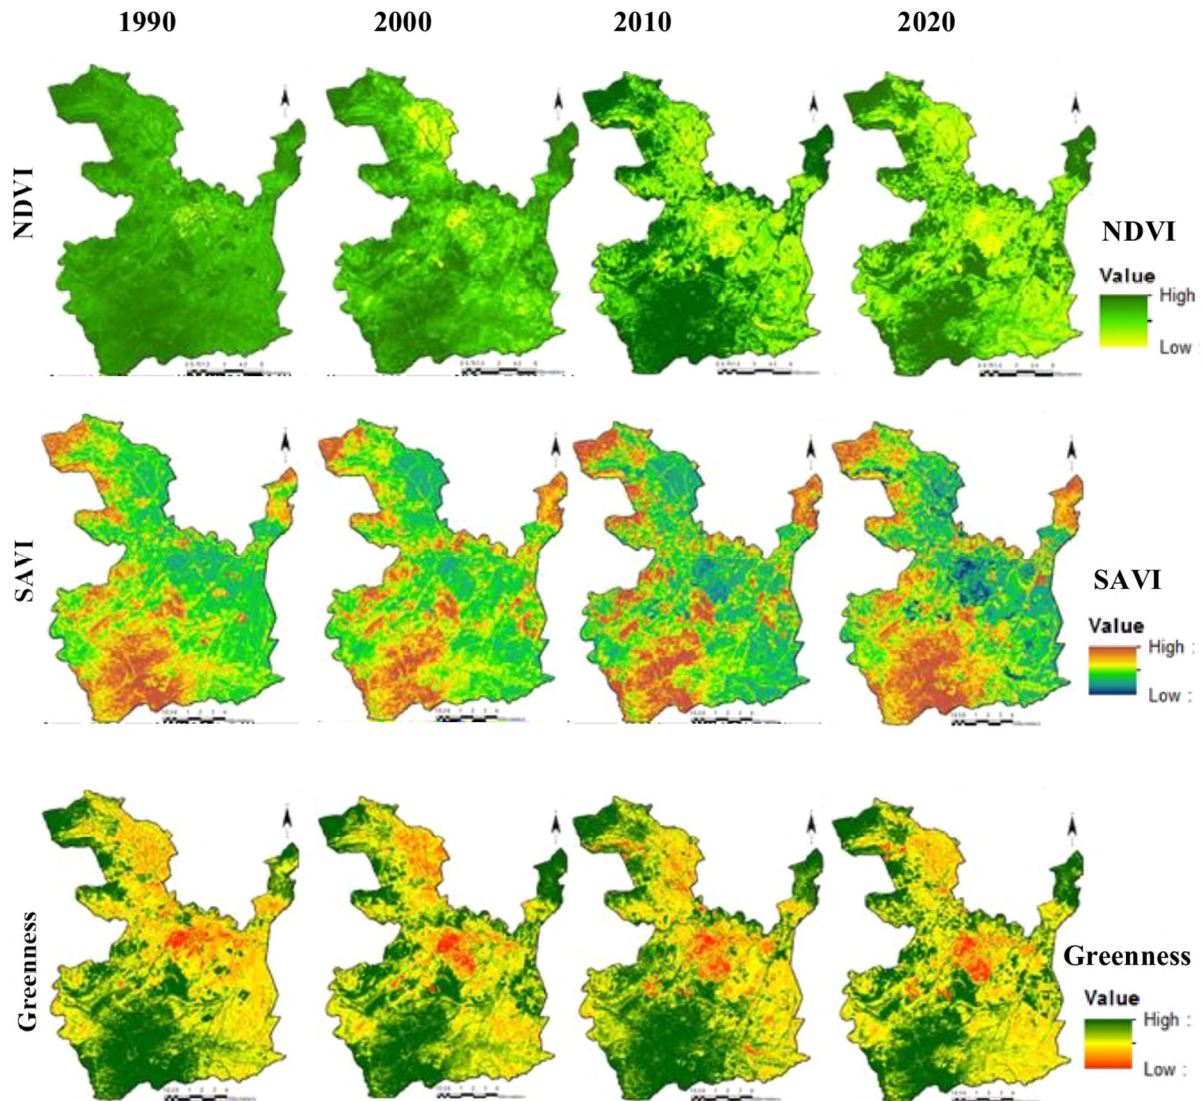 1990 2000 2010 2020
NDVI
NDVI
Value
High
Low :
SAVI
SAVI
Value
High :
Low :
Greenness
Greenness
Value
High :
Low :